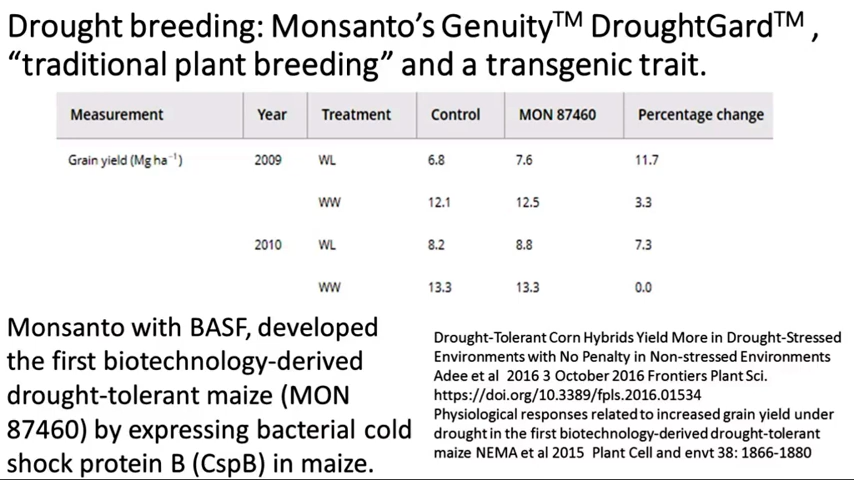 Drought breeding: Monsanto's Genuity™ DroughtGard™ ,
“traditional plant breeding” and a transgenic trait.
Measurement Year Treatment Control MON 87460 Percentage change
Grain yield (Mg ha⁻¹) 2009 WL 6.8 7.6 11.7
WW 12.1 12.5 3.3
2010 WL 8.2 8.8 7.3
WW 13.3 13.3 0.0
Monsanto with BASF, developed
the first biotechnology-derived
drought-tolerant maize (MON
87460) by expressing bacterial cold
shock protein B (CspB) in maize.
Drought-Tolerant Corn Hybrids Yield More in Drought-Stressed
Environments with No Penalty in Non-stressed Environments
Adee et al 2016 3 October 2016 Frontiers Plant Sci.
https://doi.org/10.3389/fpls.2016.01534
Physiological responses related to increased grain yield under
drought in the first biotechnology-derived drought-tolerant
maize NEMA et al 2015 Plant Cell and envt 38: 1866-1880